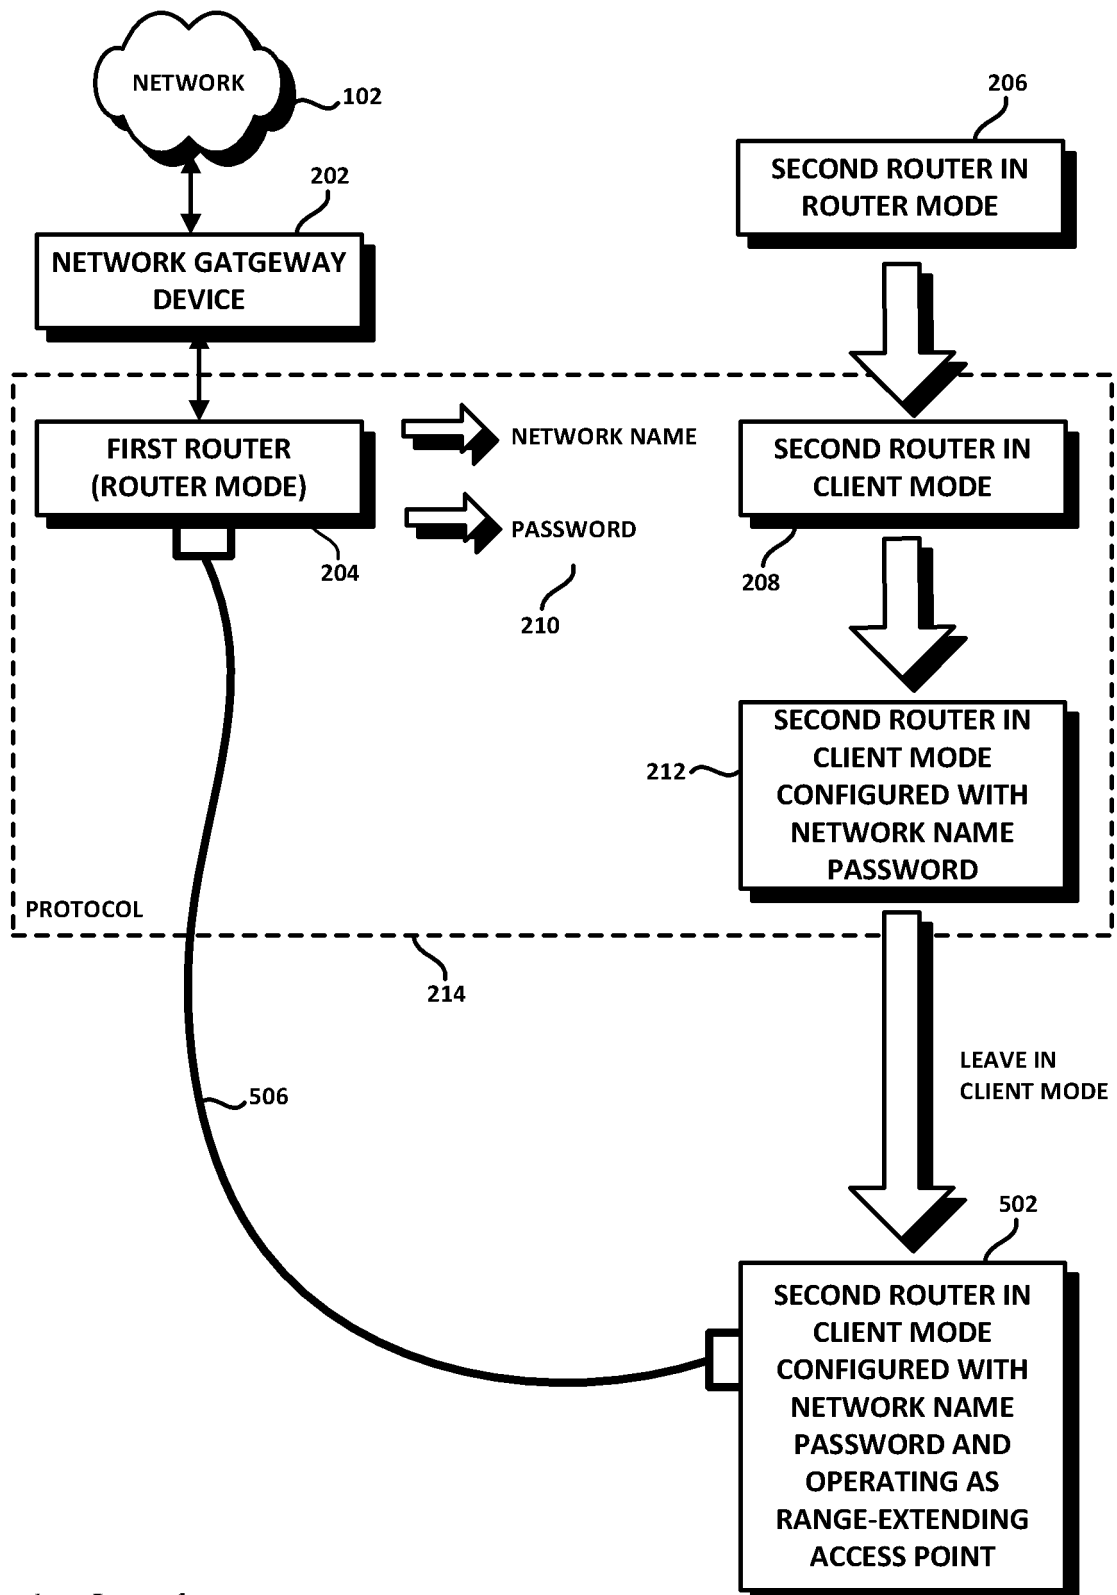 NETWORK
102
206
SECOND ROUTER IN
ROUTER MODE
202
NETWORK GATGEWAY
DEVICE
FIRST ROUTER
(ROUTER MODE)
204
NETWORK NAME
PASSWORD
210
SECOND ROUTER IN
CLIENT MODE
208
212
SECOND ROUTER IN
CLIENT MODE
CONFIGURED WITH
NETWORK NAME
PASSWORD
PROTOCOL
214
LEAVE IN
CLIENT MODE
506
502
SECOND ROUTER IN
CLIENT MODE
CONFIGURED WITH
NETWORK NAME
PASSWORD AND
OPERATING AS
RANGE-EXTENDING
ACCESS POINT